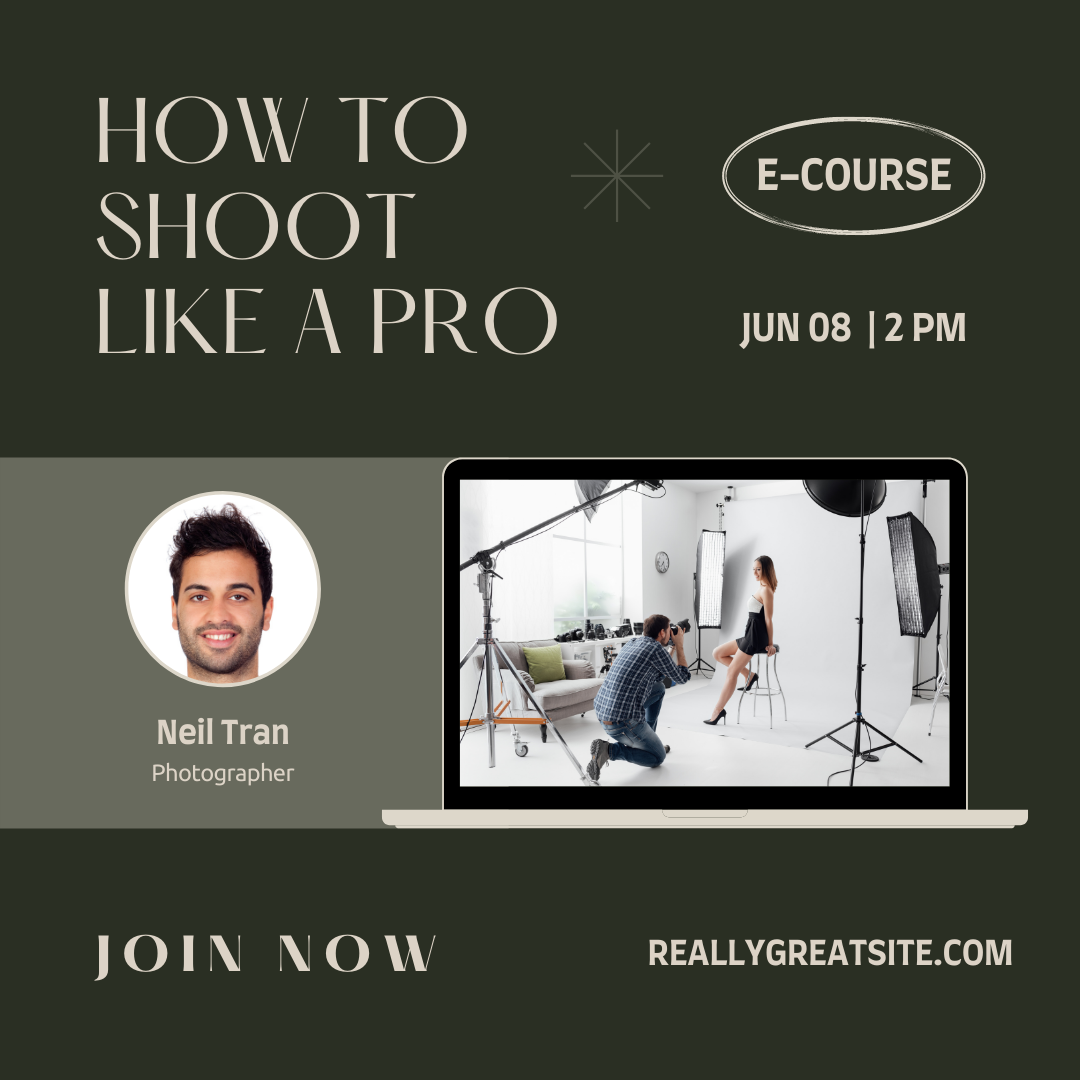 HOW TO
SHOOT
LIKE A PRO
E-COURSE
JUN 08 | 2 PM
Neil Tran
Photographer
JOIN NOW
REALLYGREATSITE.COM